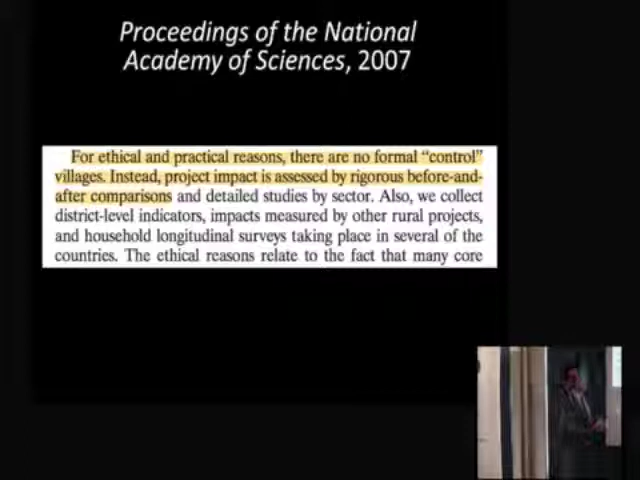 Proceedings of the National
Academy of Sciences, 2007
For ethical and practical reasons, there are no formal “control”
villages. Instead, project impact is assessed by rigorous before-and-
after comparisons and detailed studies by sector. Also, we collect
district-level indicators, impacts measured by other rural projects,
and household longitudinal surveys taking place in several of the
countries. The ethical reasons relate to the fact that many core